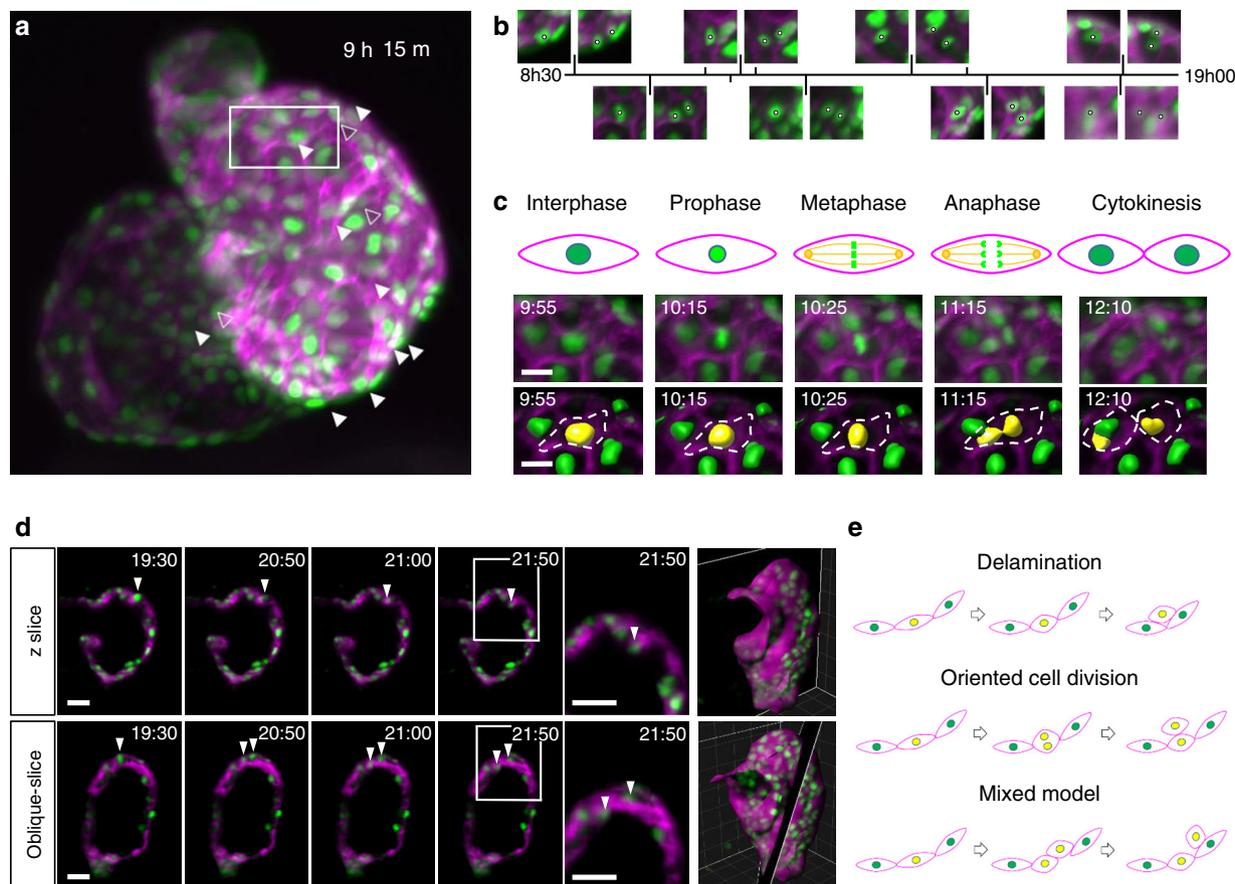 a
9 h 15 m
b
8h30
19h00
c
Interphase Prophase Metaphase Anaphase Cytokinesis
9:55 10:15 10:25 11:15 12:10
9:55 10:15 10:25 11:15 12:10
d
z slice
19:30 20:50 21:00 21:50 21:50
Oblique-slice
19:30 20:50 21:00 21:50 21:50
e
Delamination
Oriented cell division
Mixed model